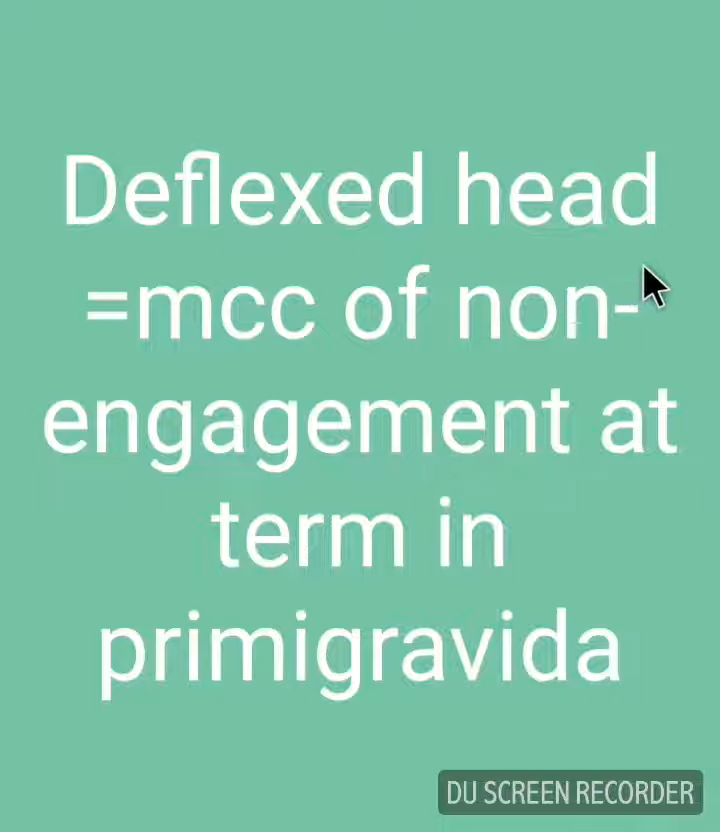 Deflexed head
=mcc of non-
engagement at
term in
primigravida
DU SCREEN RECORDER